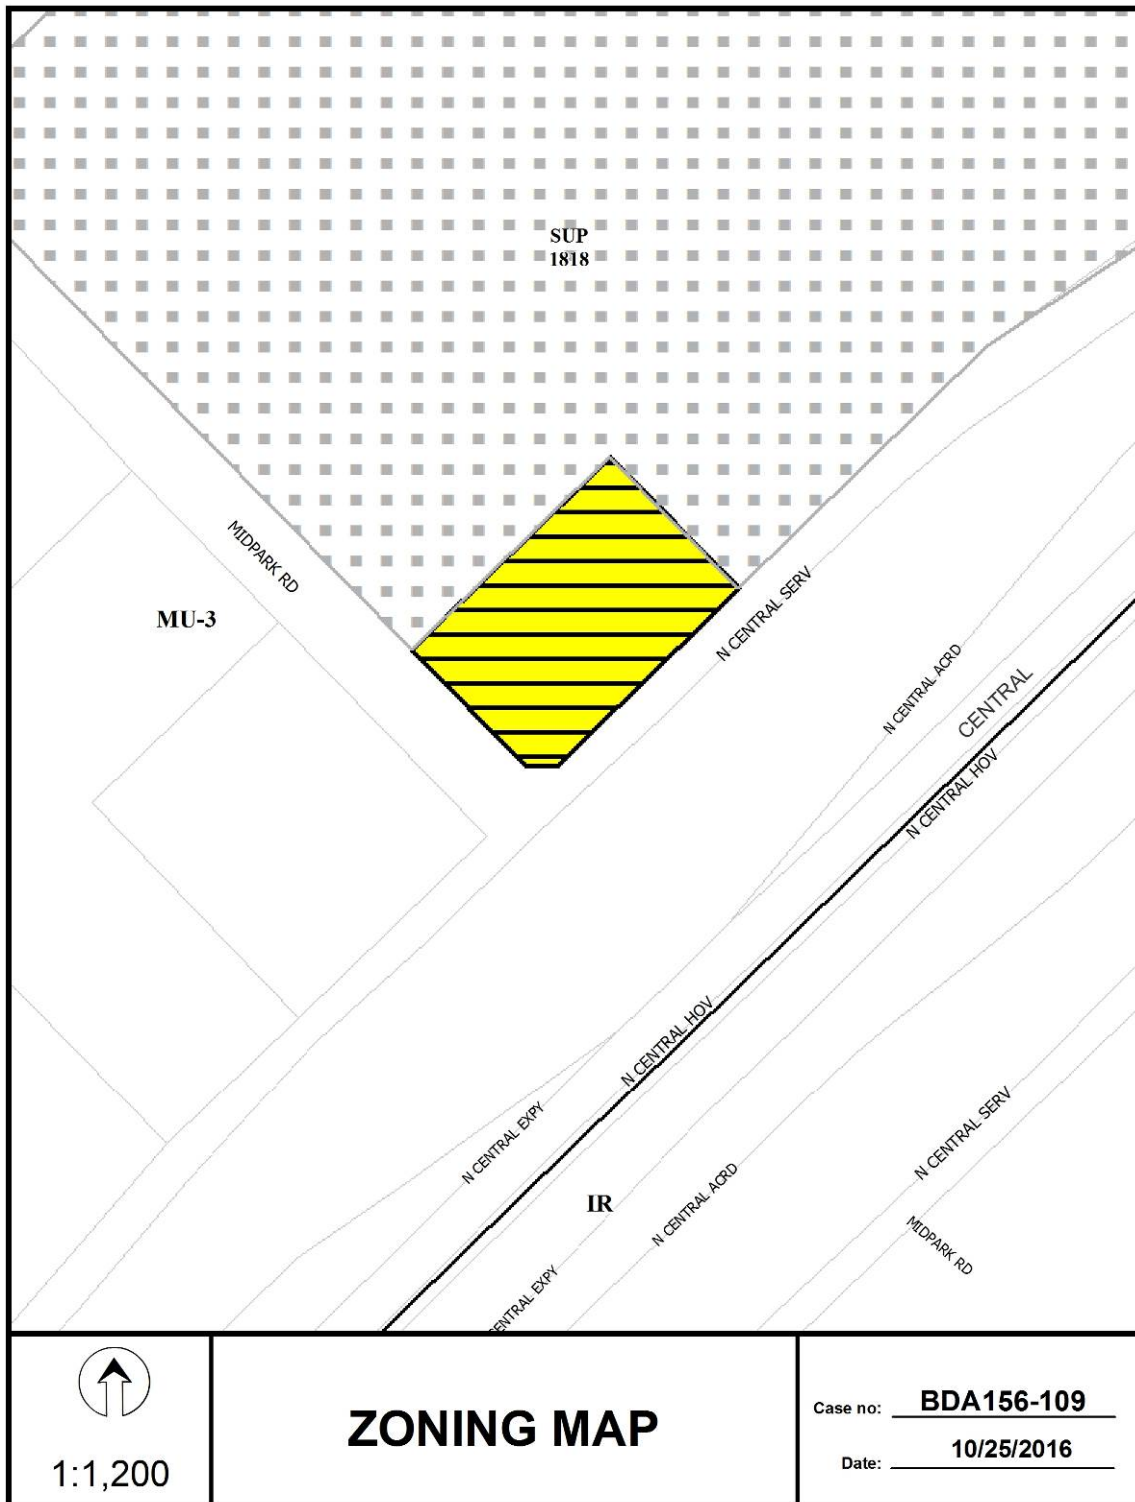 SUP
1818
MIDPARK RD
MU-3
N CENTRAL SERV
N CENTRAL ACRD
CENTRAL
N CENTRAL HOV
N CENTRAL HOV
N CENTRAL EXPY
N CENTRAL SERV
IR
N CENTRAL ACRD
MIDPARK RD
ENTRAL EXPY
1:1,200
ZONING MAP
Case no: BDA156-109
Date: 10/25/2016